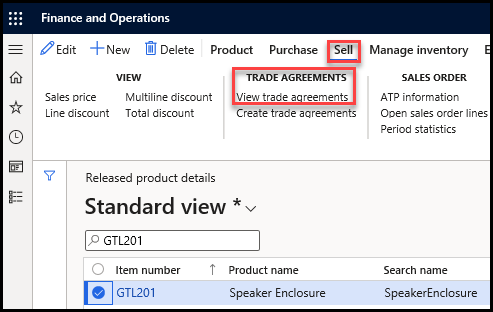 Finance and Operations
Edit New Delete Product Purchase Sell Manage inventory
VIEW TRADE AGREEMENTS SALES ORDER
Sales price Multiline discount View trade agreements ATP information
Line discount Total discount Create trade agreements Open sales order lines
Period statistics
Released product details
Standard view *
GTL201
Item number Product name Search name
GTL201 Speaker Enclosure SpeakerEnclosure